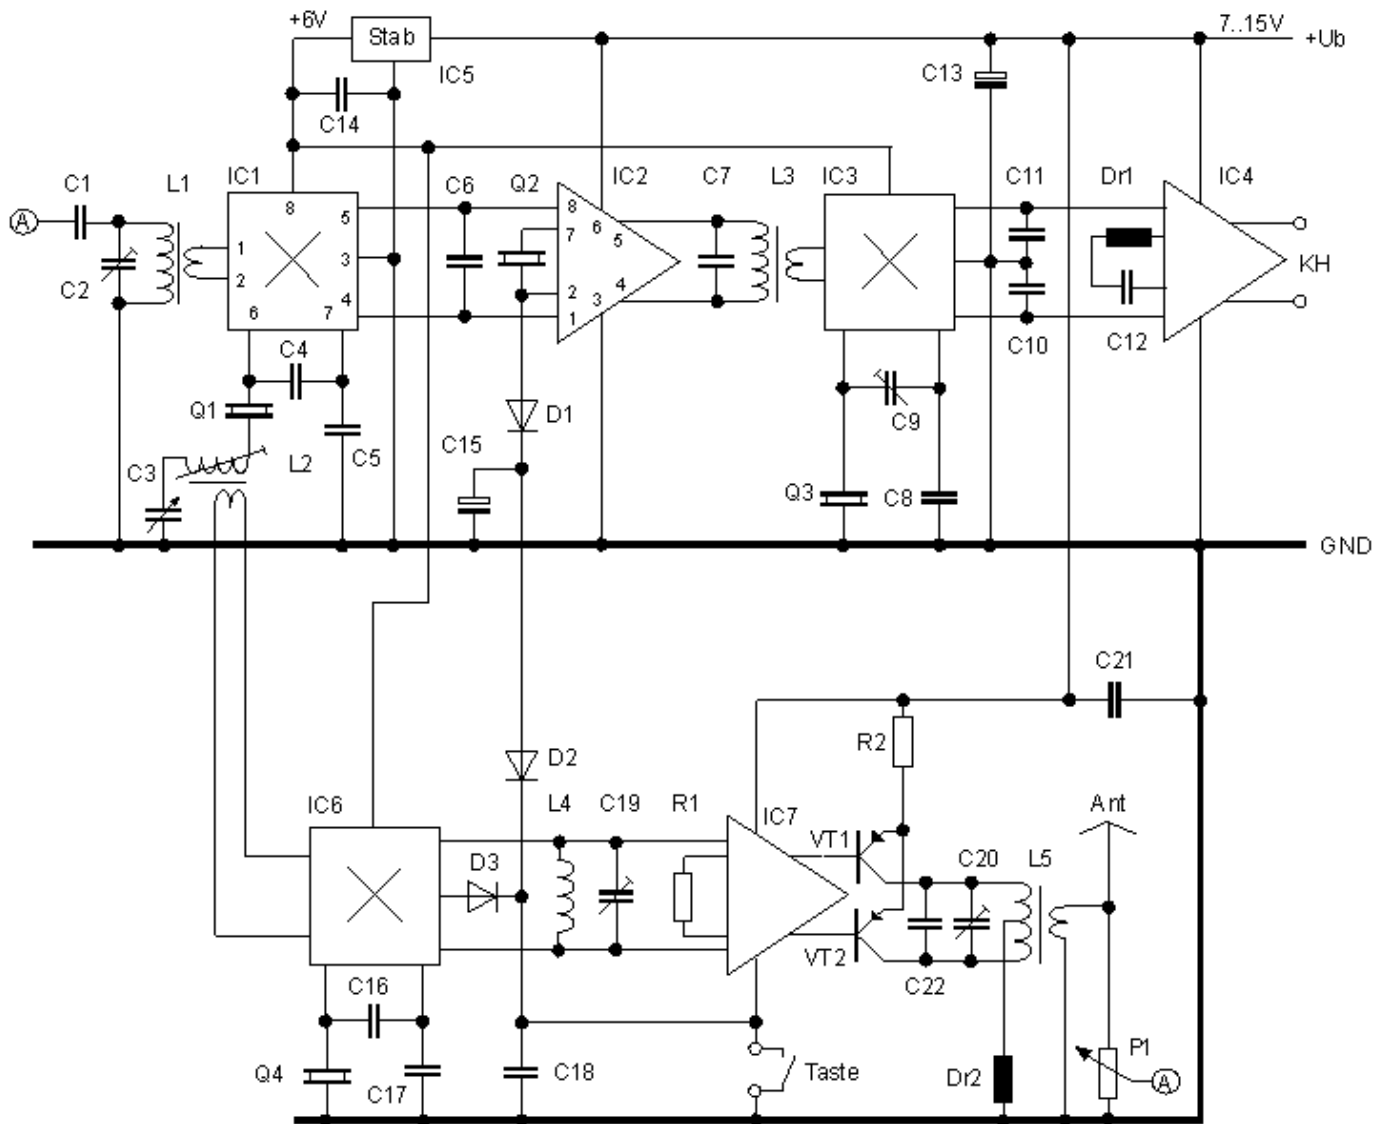 +6V
Stab
7..15V
+Ub
IC5
C13
C14
C1
L1
IC1
C6
Q2
IC2
C7
L3
IC3
C11
Dr1
IC4
8
5
8
7
6
5
A
1
3
KH
C2
2
4
2
3
4
6
7
1
C4
C10
C12
Q1
D1
C9
C3
L2
C5
C15
Q3
C8
GND
C21
R2
D2
IC6
L4
C19
R1
IC7
Ant
VT1
D3
C20
L5
VT2
C16
C22
Q4
C17
C18
Taste
Dr2
P1
A